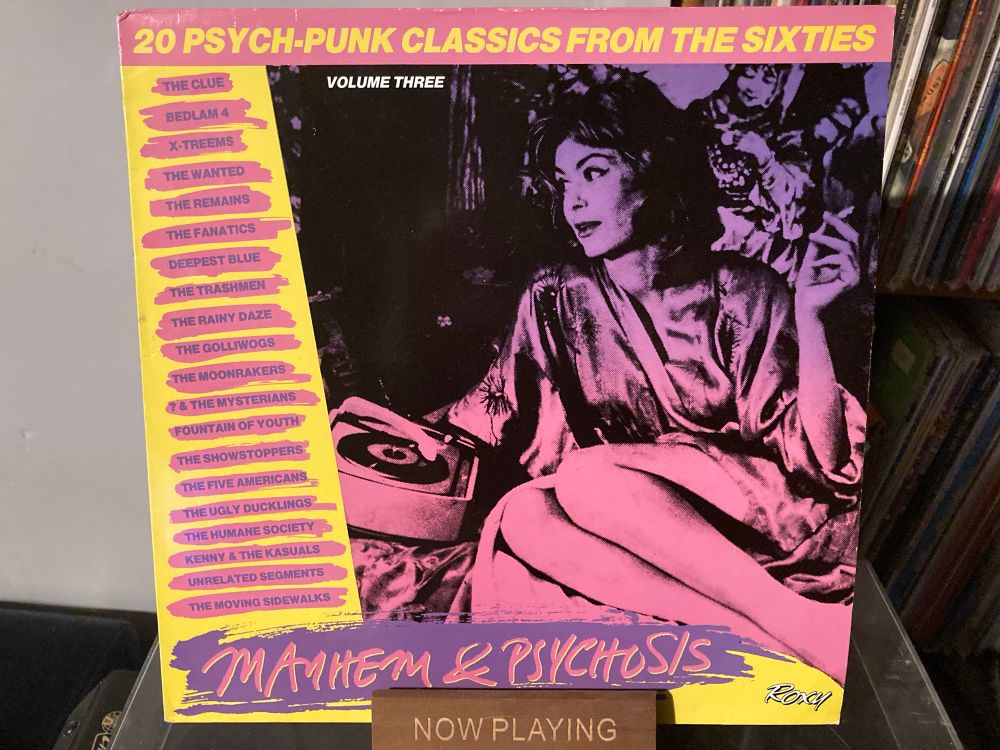 20 PSYCH-PUNK CLASSICS FROM THE SIXTIES
VOLUME THREE
THE CLUE
BEDLAM 4
X-TREEMS
THE WANTED
THE REMAINS
THE FANATICS
DEEPEST BLUE
THE TRASHMEN
THE RAINY DAZE
THE GOLLIWOGS
THE MOONRAKERS
? & THE MYSTERIANS
FOUNTAIN OF YOUTH
THE SHOWSTOPPERS
THE FIVE AMERICANS
THE UGLY DUCKLINGS
THE HUMANE SOCIETY
KENNY & THE KASUALS
UNRELATED SEGMENTS
THE MOVING SIDEWALKS
MAYHEM & PSYCHOSIS
Roxy
NOW PLAYING